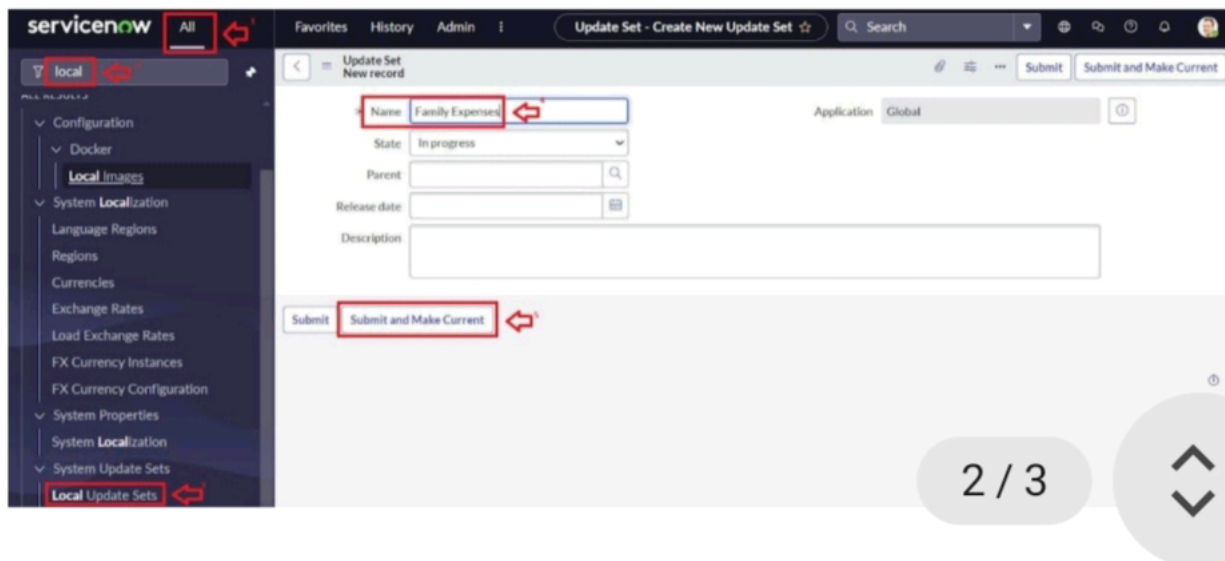 servicenow All Favorites History Admin Update Set - Create New Update Set Search
local
Update Set
New record
Submit Submit and Make Current
ALL RESULTS
Configuration
Docker
Local Images
System Localization
Language Regions
Regions
Currencies
Exchange Rates
Load Exchange Rates
FX Currency Instances
FX Currency Configuration
System Properties
System Localization
System Update Sets
Local Update Sets
* Name Family Expenses
Application Global
State In progress
Parent
Release date
Description
Submit Submit and Make Current
2 / 3